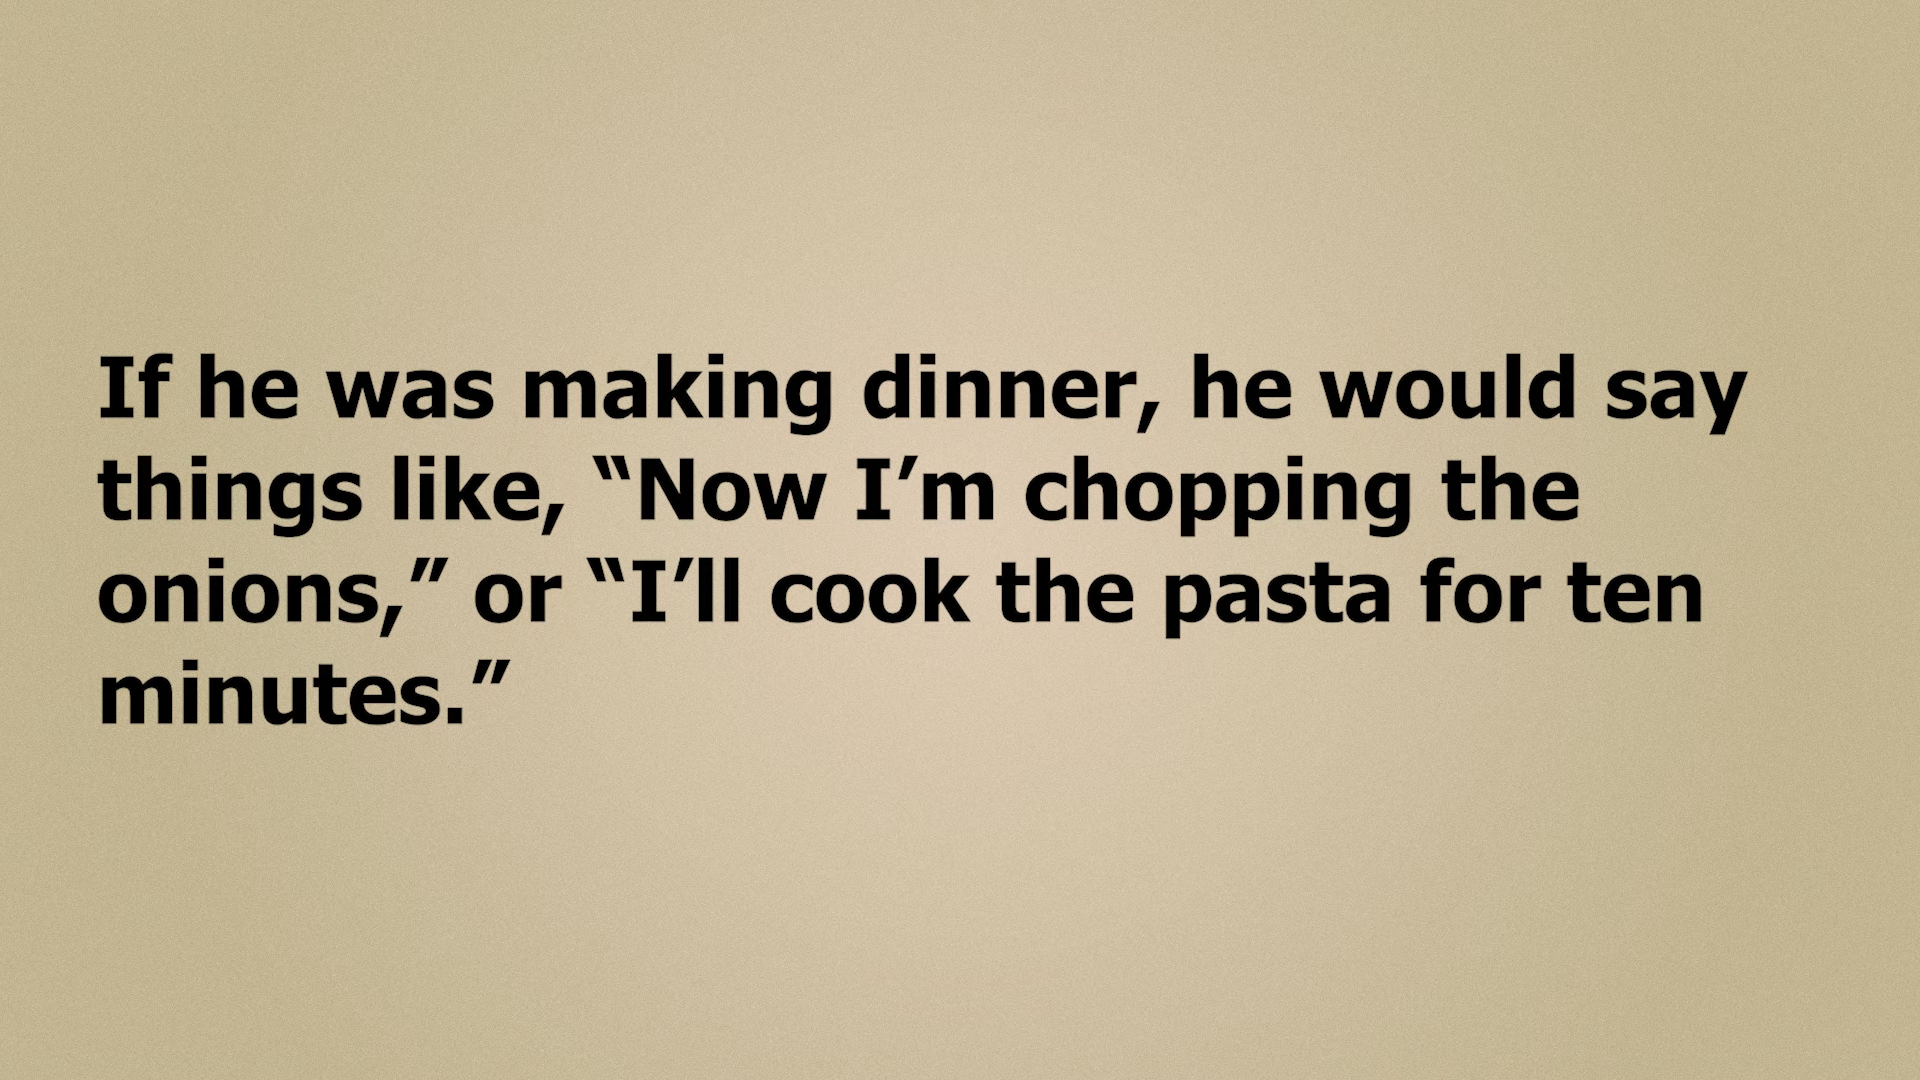 If he was making dinner, he would say
things like, “Now I’m chopping the
onions,” or “I’ll cook the pasta for ten
minutes.”